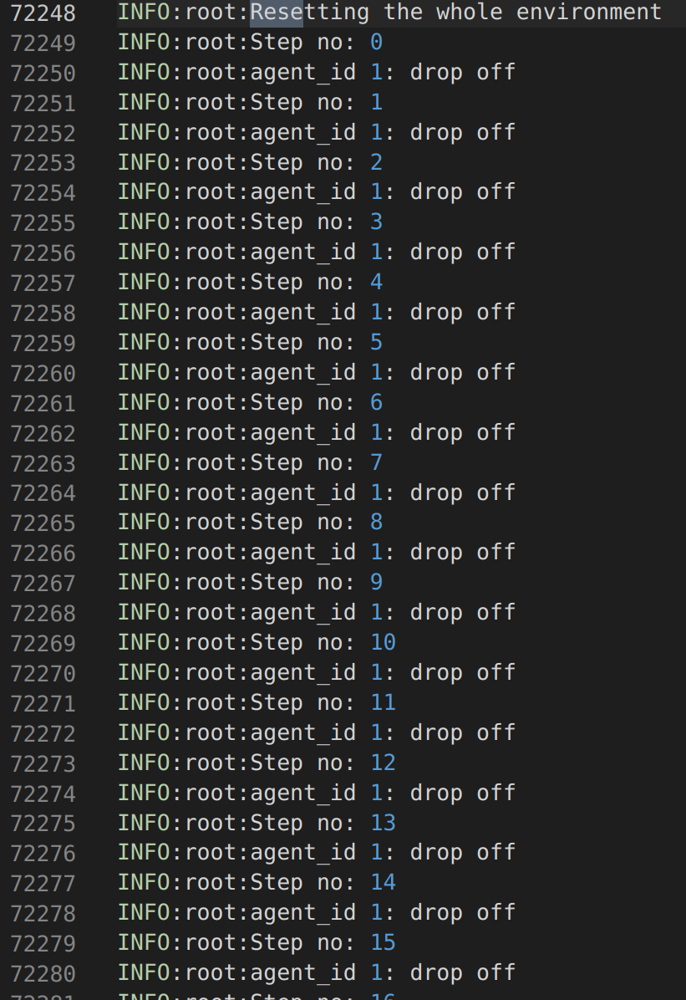 72248 INFO:root:Resetting the whole environment
72249 INFO:root:Step no: 0
72250 INFO:root:agent_id 1: drop off
72251 INFO:root:Step no: 1
72252 INFO:root:agent_id 1: drop off
72253 INFO:root:Step no: 2
72254 INFO:root:agent_id 1: drop off
72255 INFO:root:Step no: 3
72256 INFO:root:agent_id 1: drop off
72257 INFO:root:Step no: 4
72258 INFO:root:agent_id 1: drop off
72259 INFO:root:Step no: 5
72260 INFO:root:agent_id 1: drop off
72261 INFO:root:Step no: 6
72262 INFO:root:agent_id 1: drop off
72263 INFO:root:Step no: 7
72264 INFO:root:agent_id 1: drop off
72265 INFO:root:Step no: 8
72266 INFO:root:agent_id 1: drop off
72267 INFO:root:Step no: 9
72268 INFO:root:agent_id 1: drop off
72269 INFO:root:Step no: 10
72270 INFO:root:agent_id 1: drop off
72271 INFO:root:Step no: 11
72272 INFO:root:agent_id 1: drop off
72273 INFO:root:Step no: 12
72274 INFO:root:agent_id 1: drop off
72275 INFO:root:Step no: 13
72276 INFO:root:agent_id 1: drop off
72277 INFO:root:Step no: 14
72278 INFO:root:agent_id 1: drop off
72279 INFO:root:Step no: 15
72280 INFO:root:agent_id 1: drop off